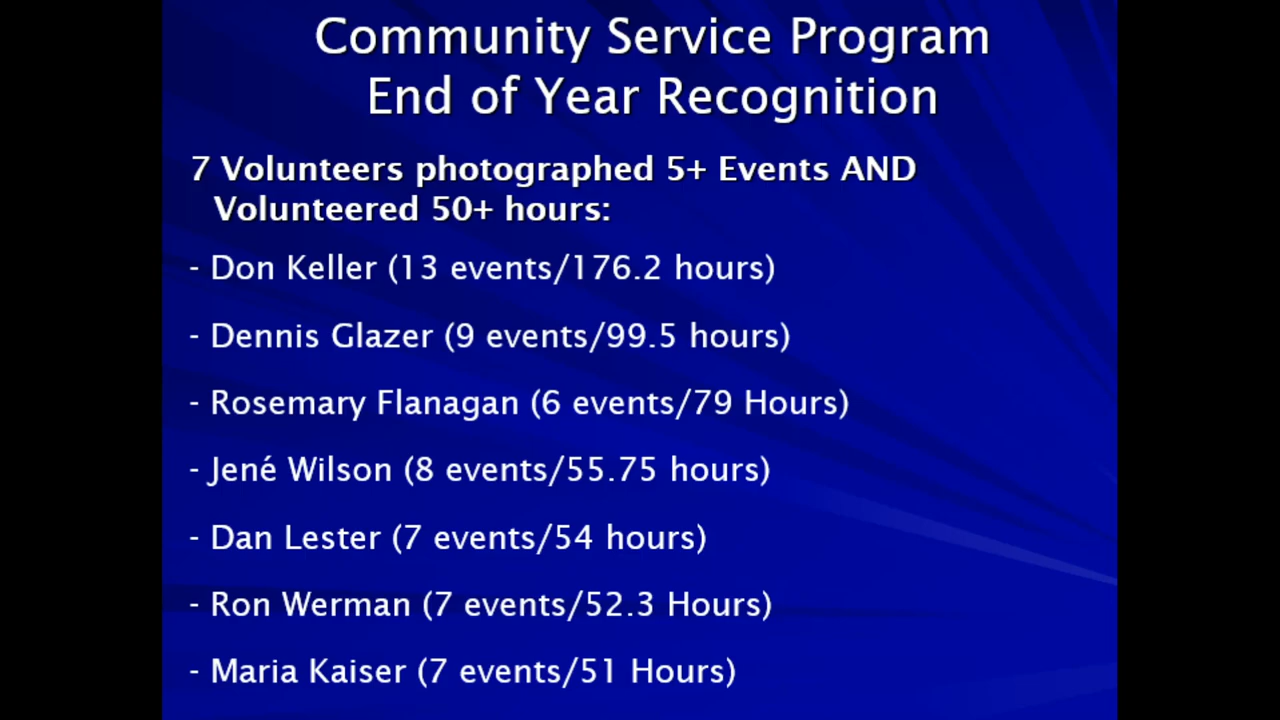 Community Service Program
End of Year Recognition
7 Volunteers photographed 5+ Events AND
Volunteered 50+ hours:
- Don Keller (13 events/176.2 hours)
- Dennis Glazer (9 events/99.5 hours)
- Rosemary Flanagan (6 events/79 Hours)
- Jené Wilson (8 events/55.75 hours)
- Dan Lester (7 events/54 hours)
- Ron Werman (7 events/52.3 Hours)
- Maria Kaiser (7 events/51 Hours)